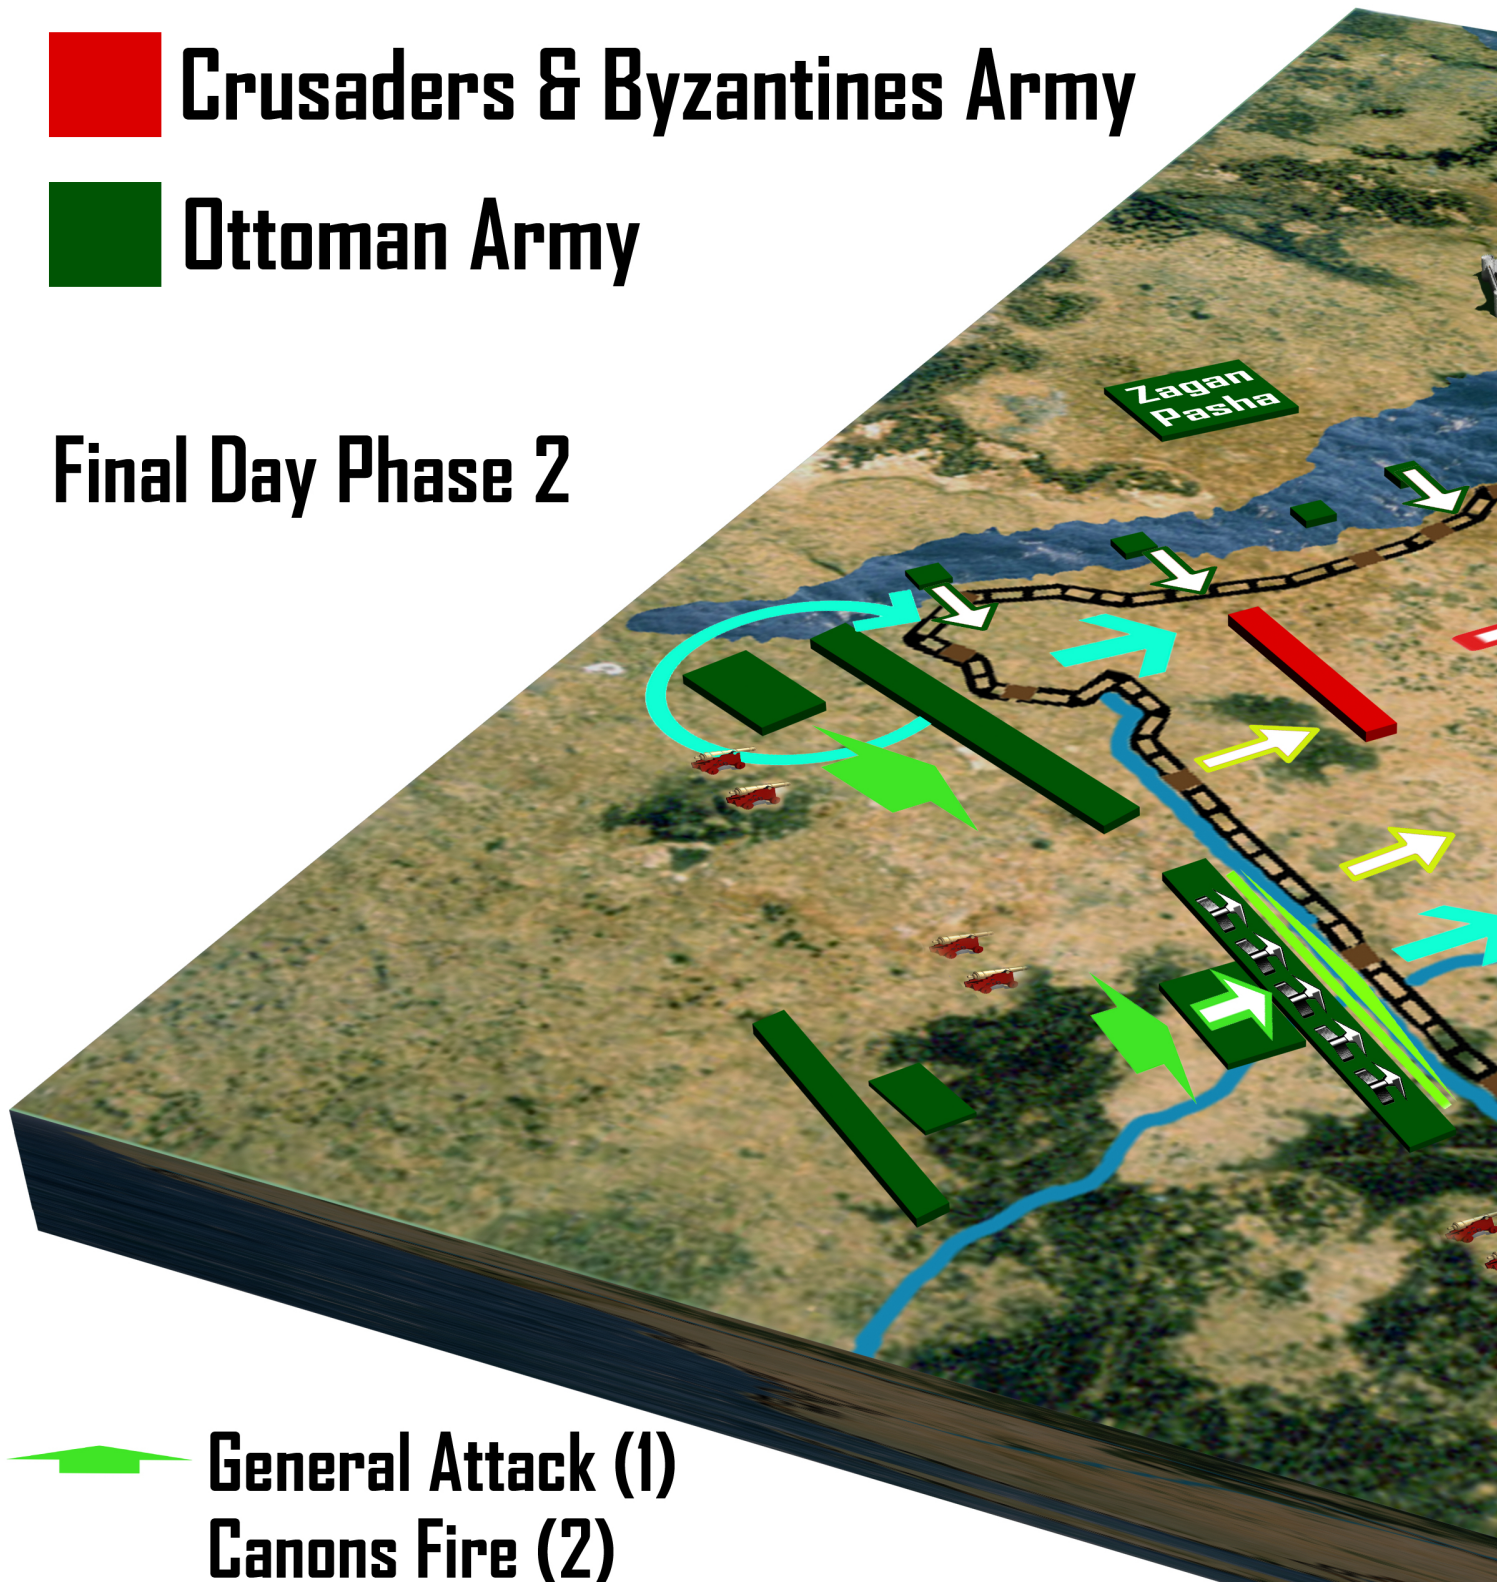 Crusaders & Byzantines Army
Ottoman Army
Final Day Phase 2
Zagan
Pasha
General Attack (1)
Canons Fire (2)